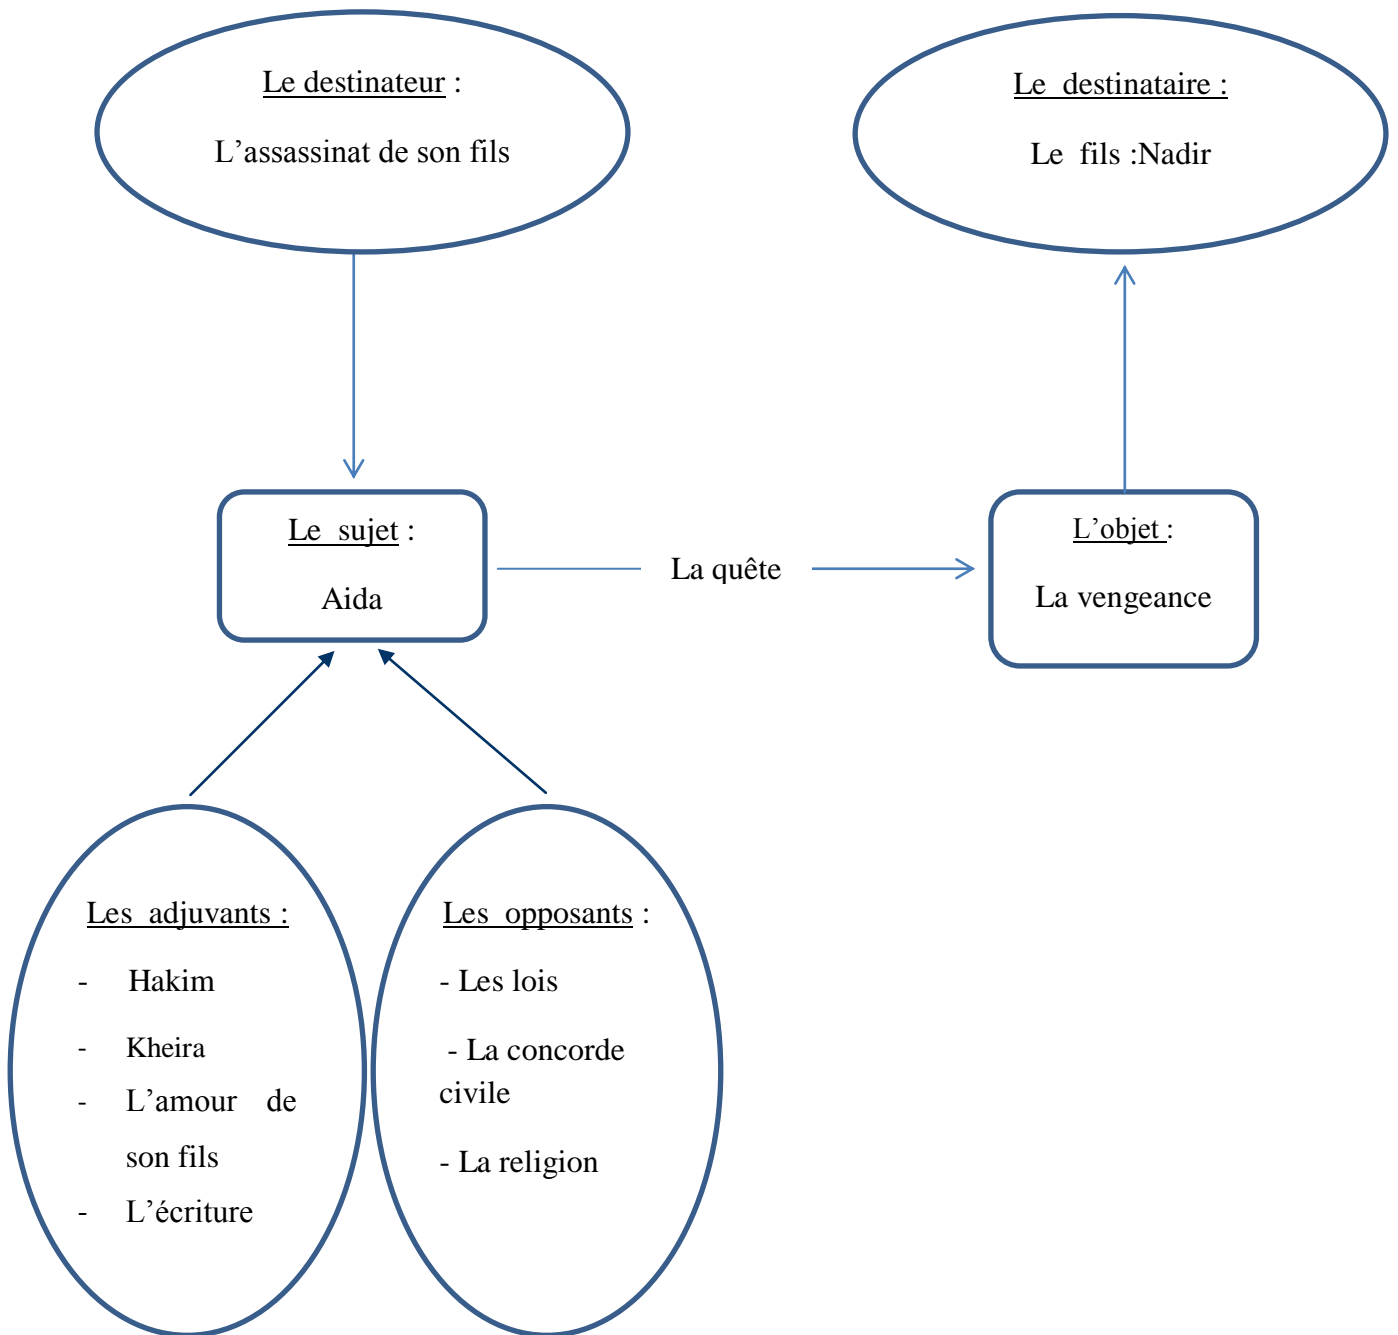 Le destinateur :
L’assassinat de son fils
Le destinataire :
Le fils :Nadir
Le sujet :
Aida
La quête
L’objet :
La vengeance
Les adjuvants :
- Hakim
- Kheira
- L’amour de
son fils
- L’écriture
Les opposants :
- Les lois
- La concorde
civile
- La religion